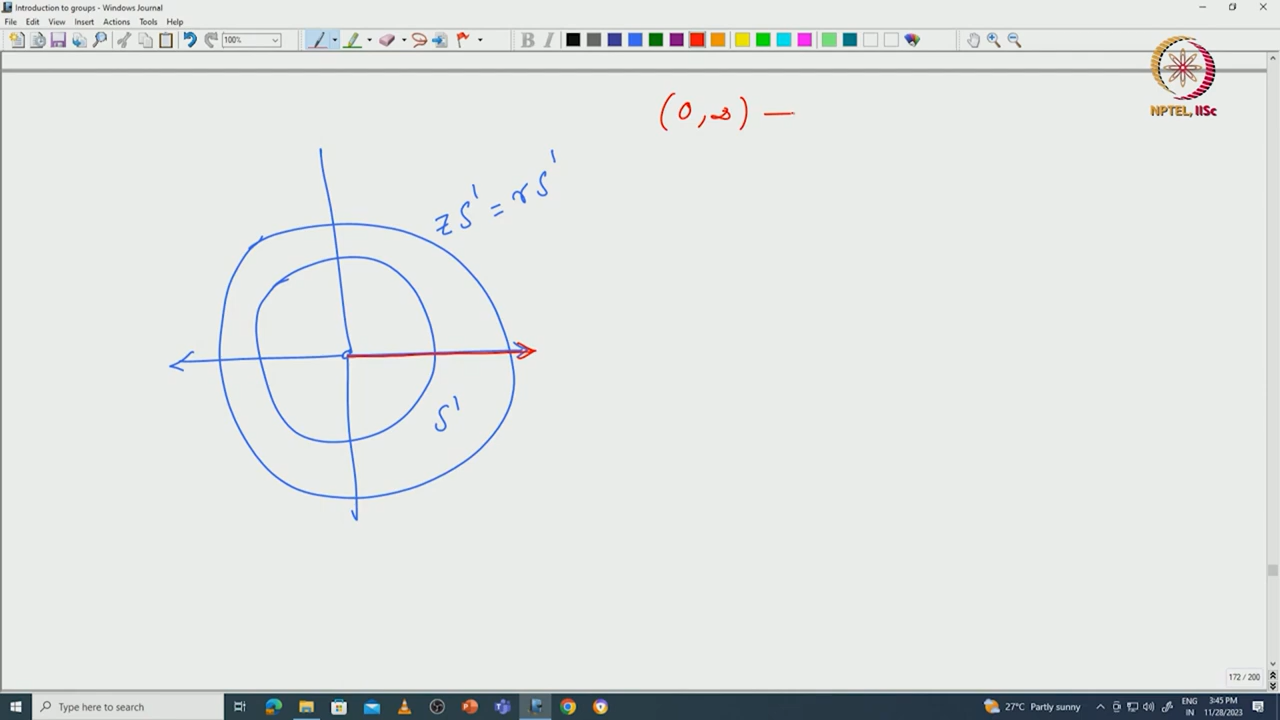 Introduction to groups - Windows Journal
File Edit View Insert Actions Tools Help
100%
B I
NPTEL, IISc
(0, ∞) —
zS¹ = rS¹
S¹
172 / 200
Type here to search
27°C Partly sunny
ENG
IN
3:45 PM
11/28/2023